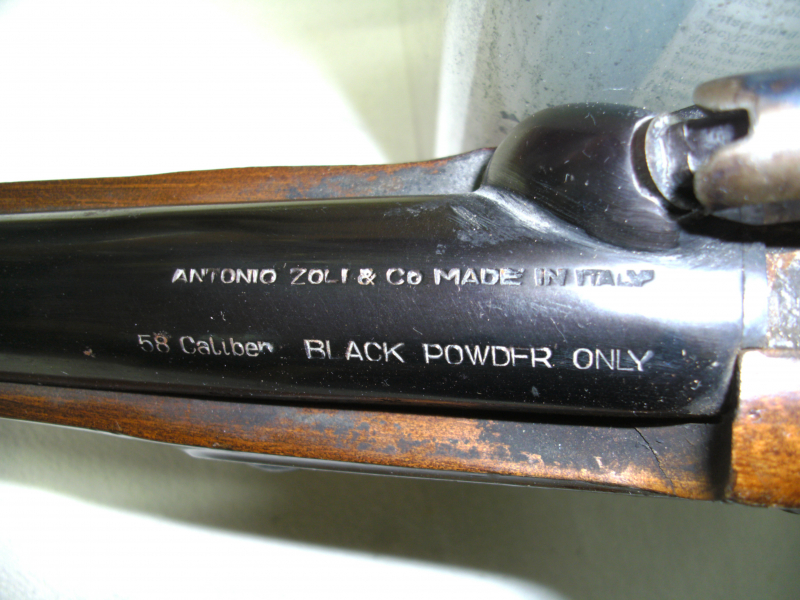 ANTONIO ZOLI & Co MADE IN ITALY
58 Caliber BLACK POWDER ONLY